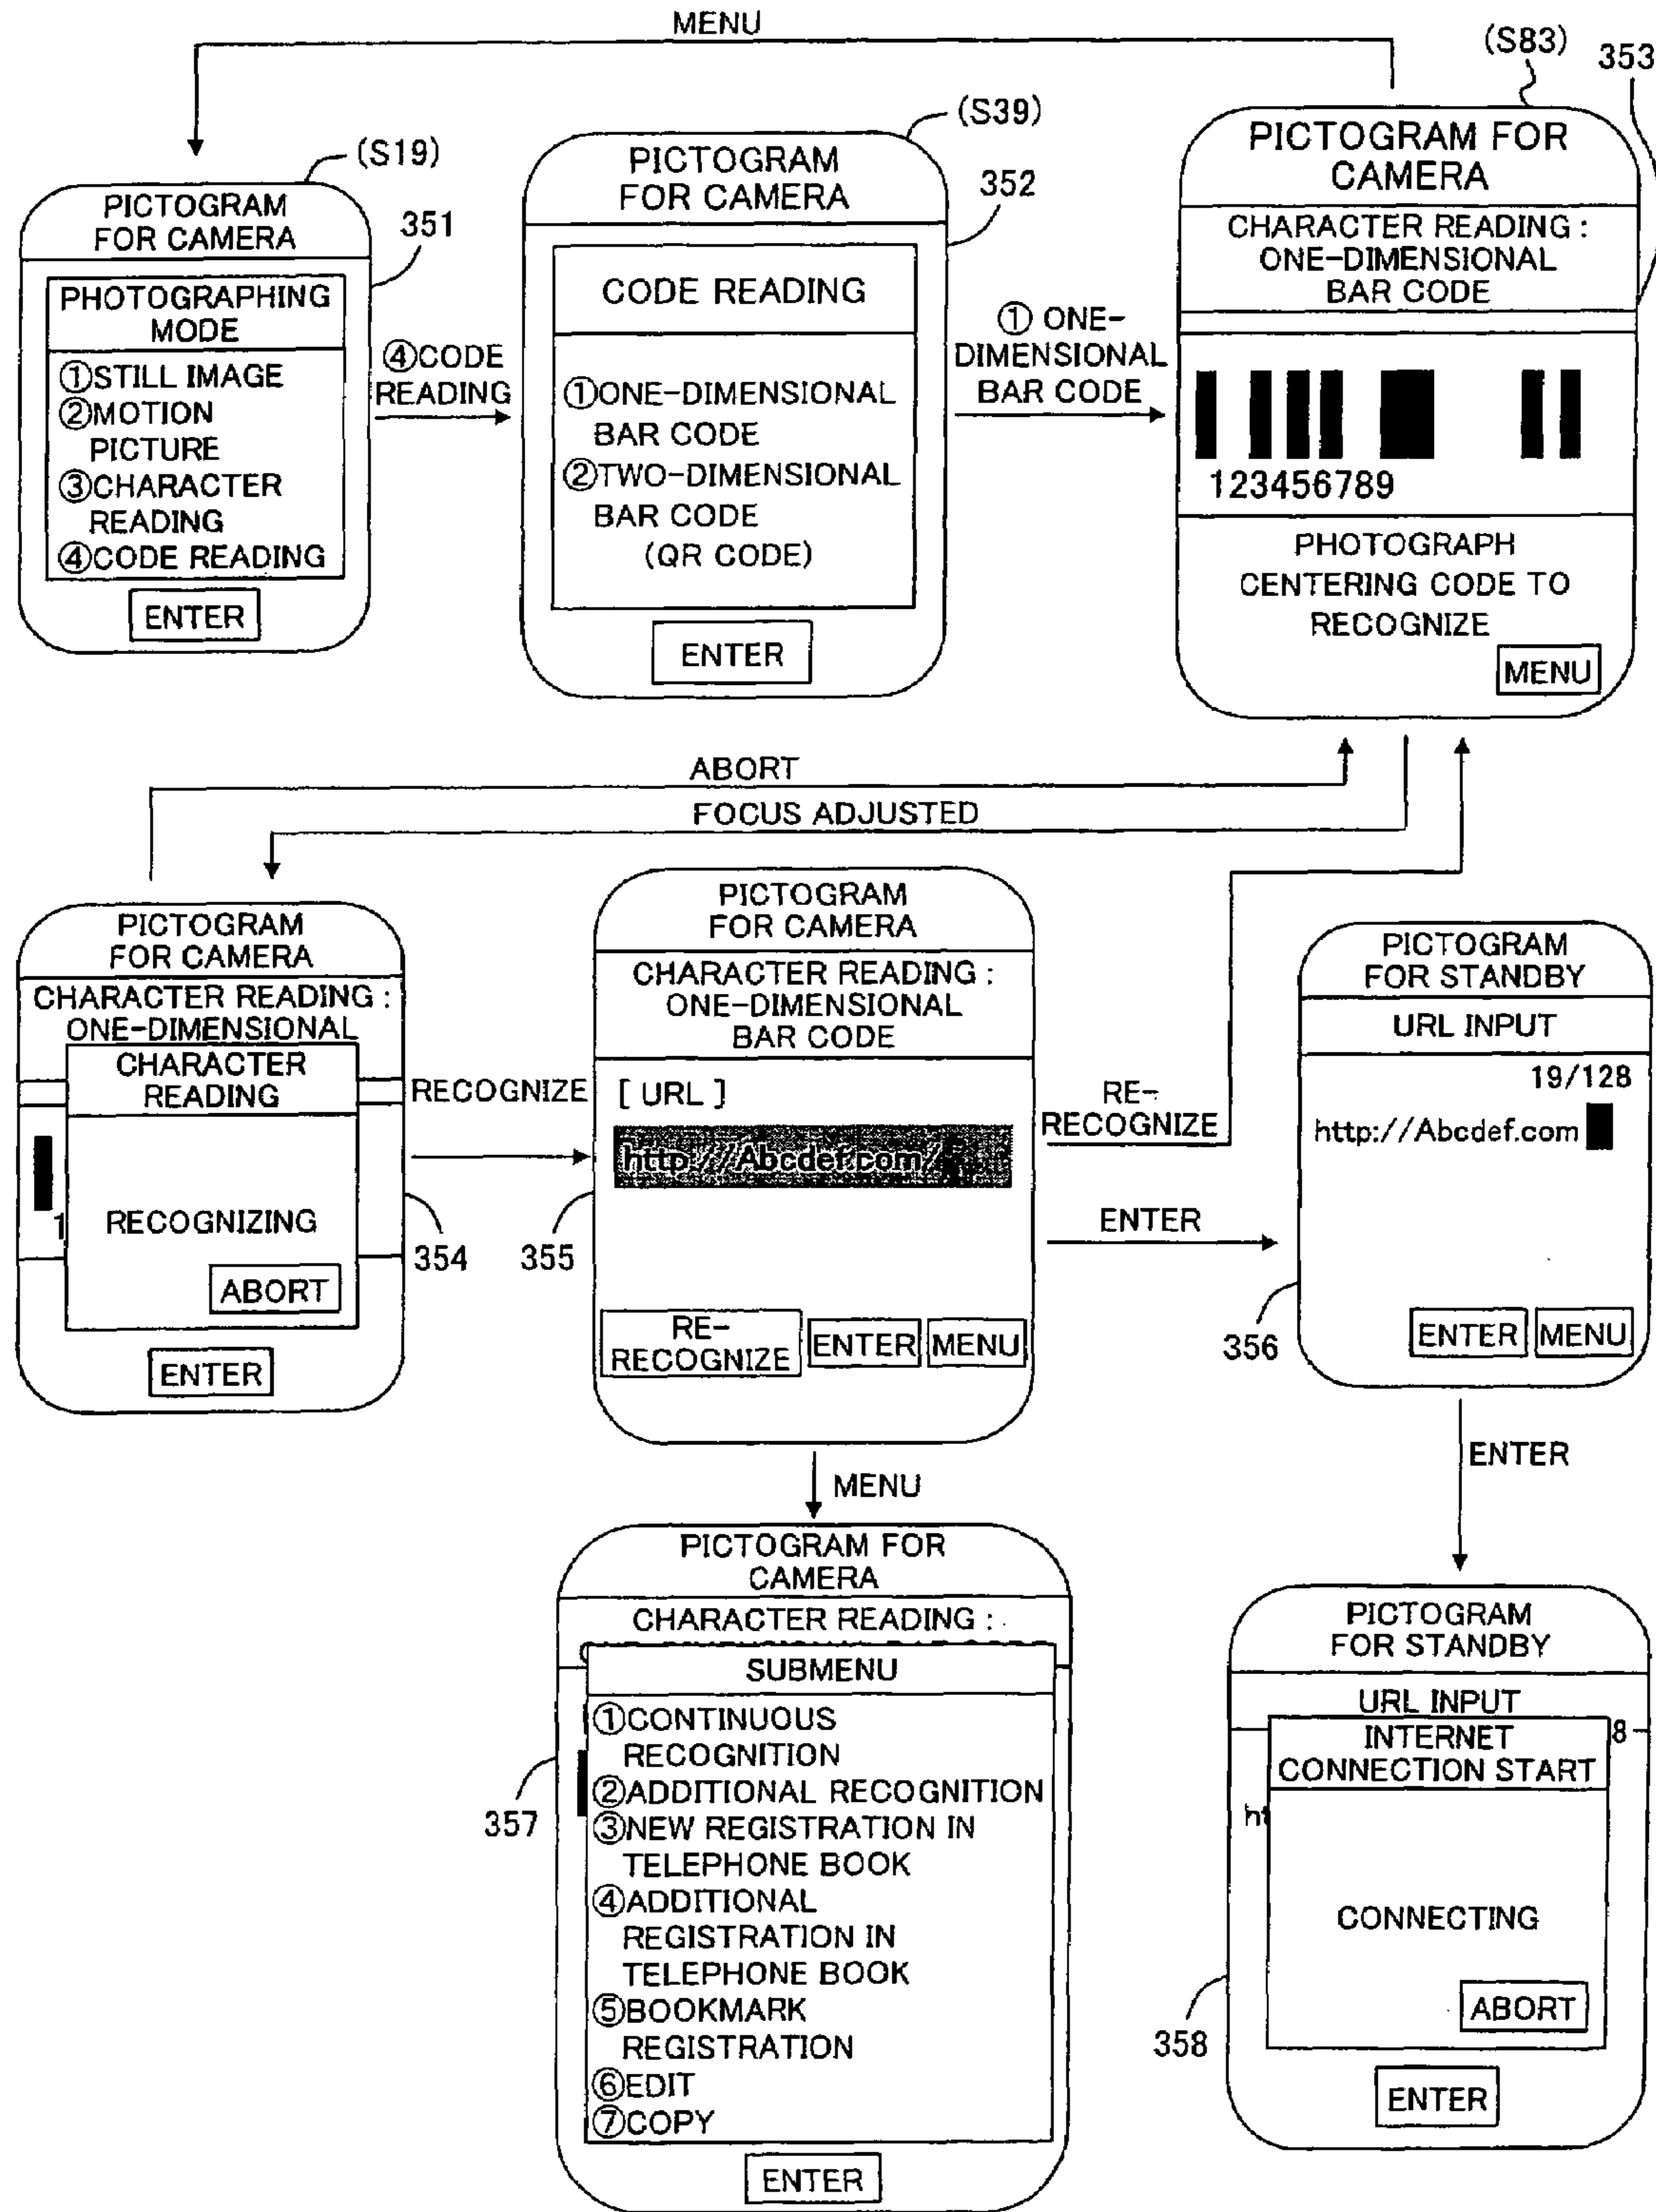 MENU
(S19)
PICTOGRAM
FOR CAMERA
351
PHOTOGRAPHING
MODE
①STILL IMAGE
②MOTION
PICTURE
③CHARACTER
READING
④CODE READING
ENTER
④CODE
READING
(S39)
PICTOGRAM
FOR CAMERA
352
CODE READING
①ONE-DIMENSIONAL
BAR CODE
②TWO-DIMENSIONAL
BAR CODE
(QR CODE)
ENTER
① ONE-
DIMENSIONAL
BAR CODE
(S83)
353
PICTOGRAM FOR
CAMERA
CHARACTER READING :
ONE-DIMENSIONAL
BAR CODE
123456789
PHOTOGRAPH
CENTERING CODE TO
RECOGNIZE
MENU
ABORT
FOCUS ADJUSTED
PICTOGRAM
FOR CAMERA
CHARACTER READING :
ONE-DIMENSIONAL
CHARACTER
READING
1
RECOGNIZING
ABORT
ENTER
354
RECOGNIZE
PICTOGRAM
FOR CAMERA
CHARACTER READING :
ONE-DIMENSIONAL
BAR CODE
[ URL ]
http://Abcdef.com/
355
RE-
RECOGNIZE
ENTER
MENU
RE-
RECOGNIZE
ENTER
PICTOGRAM
FOR STANDBY
URL INPUT
19/128
http://Abcdef.com
356
ENTER
MENU
ENTER
MENU
PICTOGRAM FOR
CAMERA
CHARACTER READING :
SUBMENU
①CONTINUOUS
RECOGNITION
②ADDITIONAL RECOGNITION
③NEW REGISTRATION IN
TELEPHONE BOOK
④ADDITIONAL
REGISTRATION IN
TELEPHONE BOOK
⑤BOOKMARK
REGISTRATION
⑥EDIT
⑦COPY
ENTER
357
PICTOGRAM
FOR STANDBY
URL INPUT
8
INTERNET
CONNECTION START
ht
CONNECTING
ABORT
358
ENTER